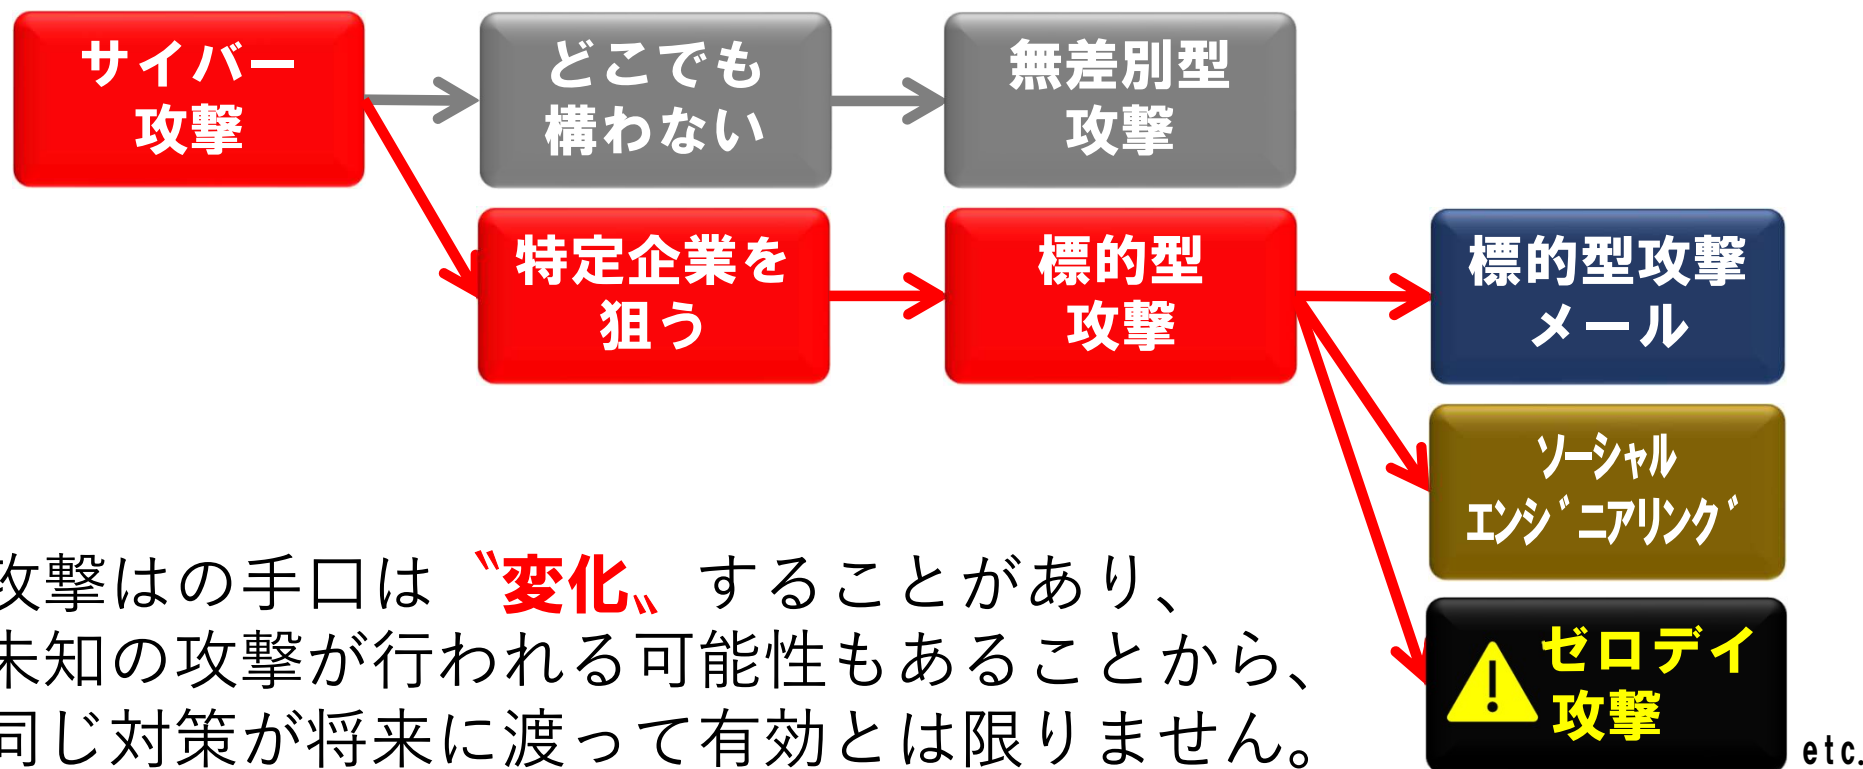 サイバー
攻撃
どこでも
構わない
無差別型
攻撃
特定企業を
狙う
標的型
攻撃
標的型攻撃
メール
ソーシャル
エンジニアリング
ゼロデイ
攻撃
etc.
攻撃はの手口は〝変化〟することがあり、
未知の攻撃が行われる可能性もあることから、
同じ対策が将来に渡って有効とは限りません。